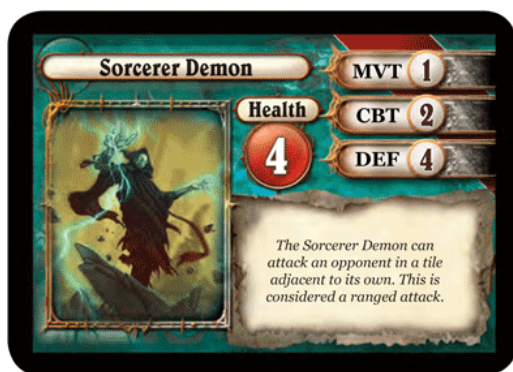 Sorcerer Demon
MVT 1
Health
CBT 2
4
DEF 4
The Sorcerer Demon can
attack an opponent in a tile
adjacent to its own. This is
considered a ranged attack.